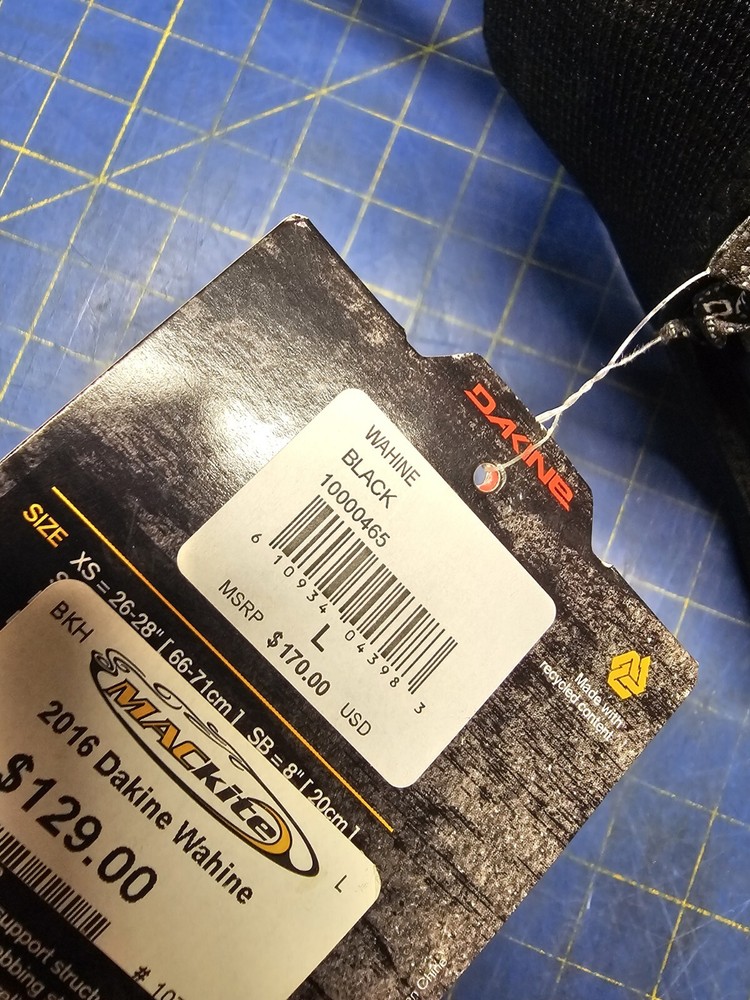 DAKINE
WAHINE
BLACK
10000465
6 10934 04398 3
L
MSRP $170.00 USD
Made with
recycled content.
SIZE
XS = 26-28" [ 66-71cm ] SB = 8" [ 20cm ]
BKH
MACkite
2016 Dakine Wahine
$129.00
L
support